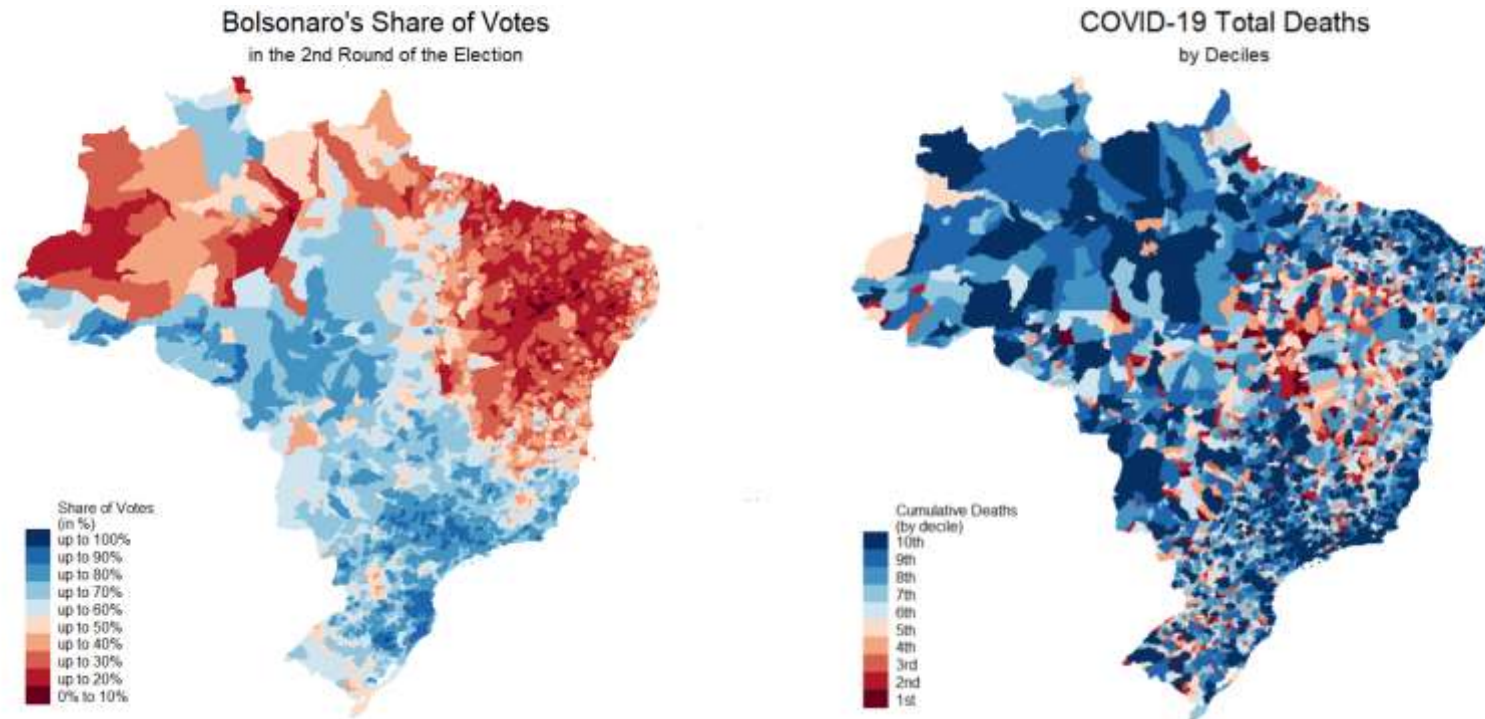 Bolsonaro's Share of Votes
in the 2nd Round of the Election
Share of Votes
(in %)
up to 100%
up to 90%
up to 80%
up to 70%
up to 60%
up to 50%
up to 40%
up to 30%
up to 20%
0% to 10%
COVID-19 Total Deaths
by Deciles
Cumulative Deaths
(by decile)
10th
9th
8th
7th
6th
5th
4th
3rd
2nd
1st